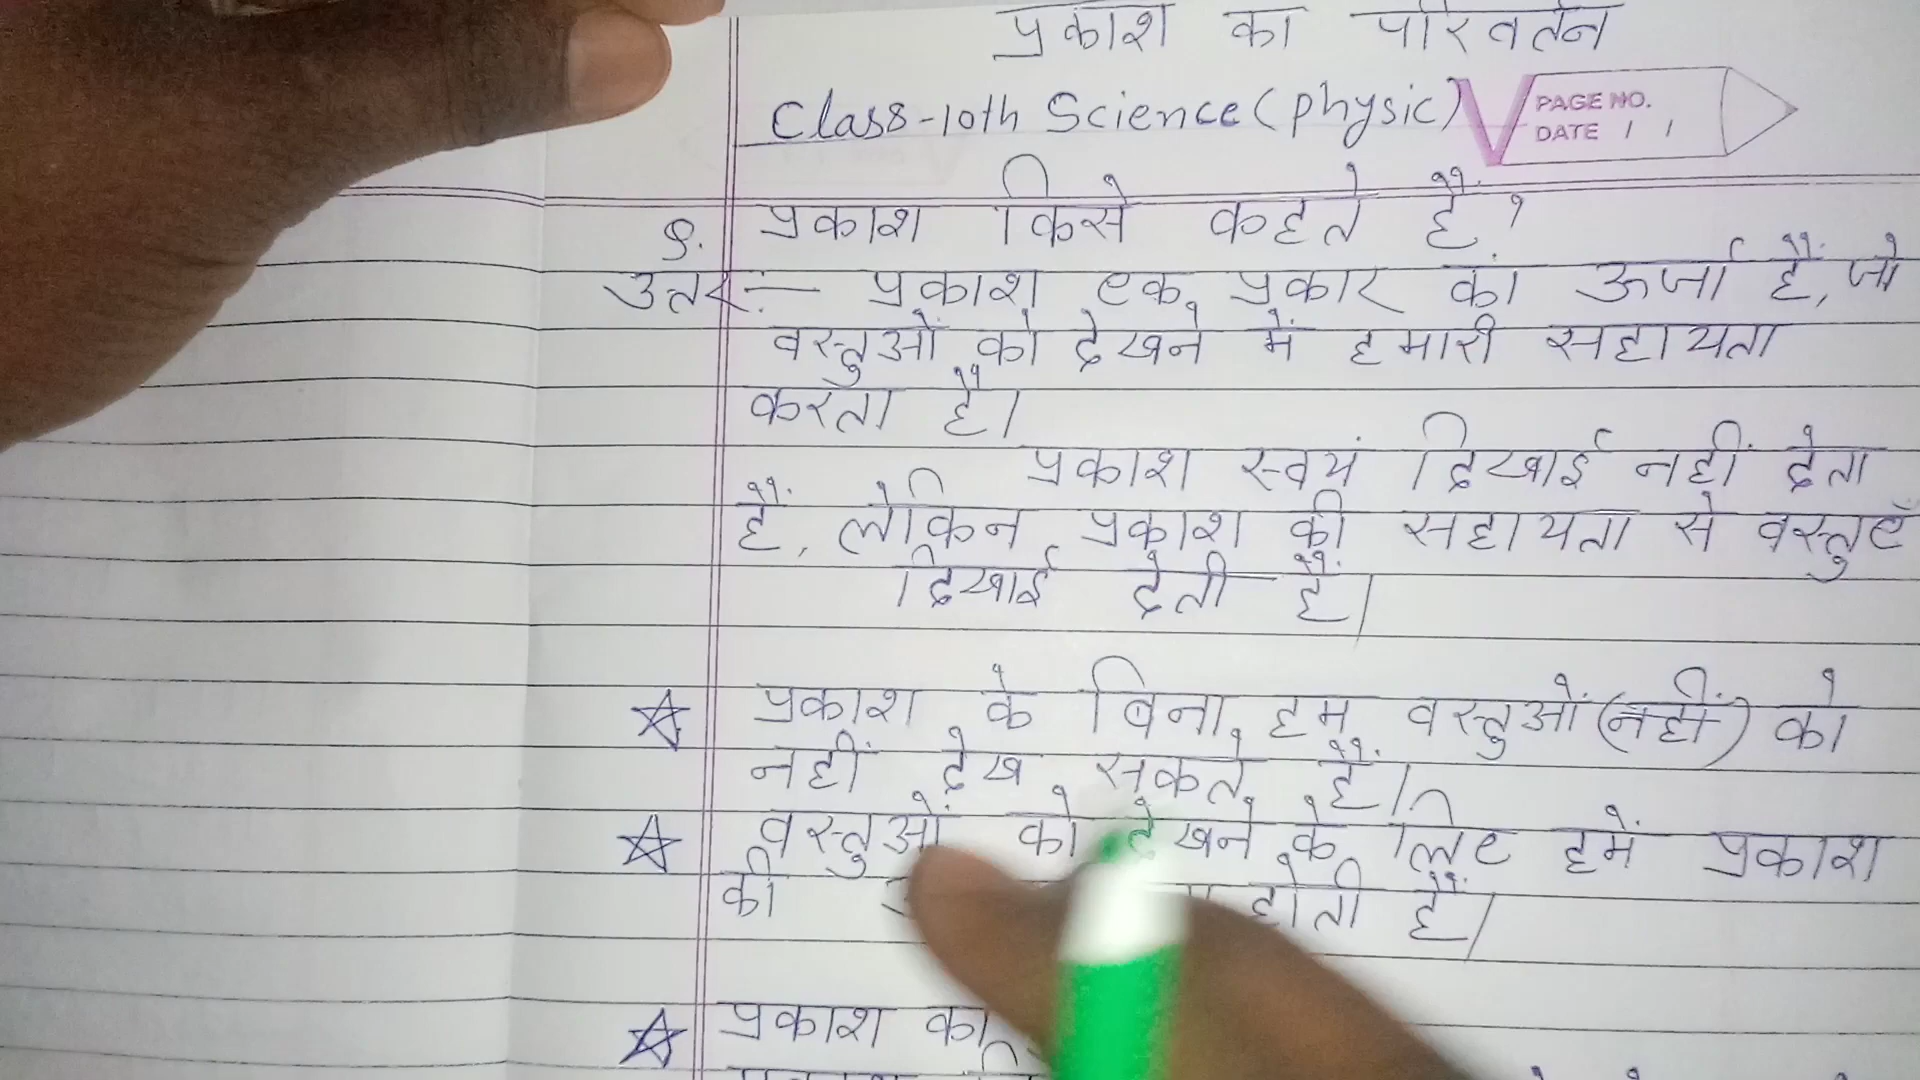 प्रकाश का परिवर्तन
Class-10th Science (Physic)
PAGE NO.
DATE / /
प्रकाश किसे कहते हैं?
उत्तर:— प्रकाश एक प्रकार की ऊर्जा हैं, जो
वस्तुओं को देखने में हमारी सहायता
करता है।
प्रकाश स्वयं दिखाई नहीं देता
हैं, लेकिन प्रकाश की सहायता से वस्तुएँ
दिखाई देती हैं।
प्रकाश के बिना हम वस्तुओं (नहीं) को
नहीं देख सकते हैं।
वस्तुओं को देखने के लिए हमें प्रकाश
की होती हैं।
प्रकाश का